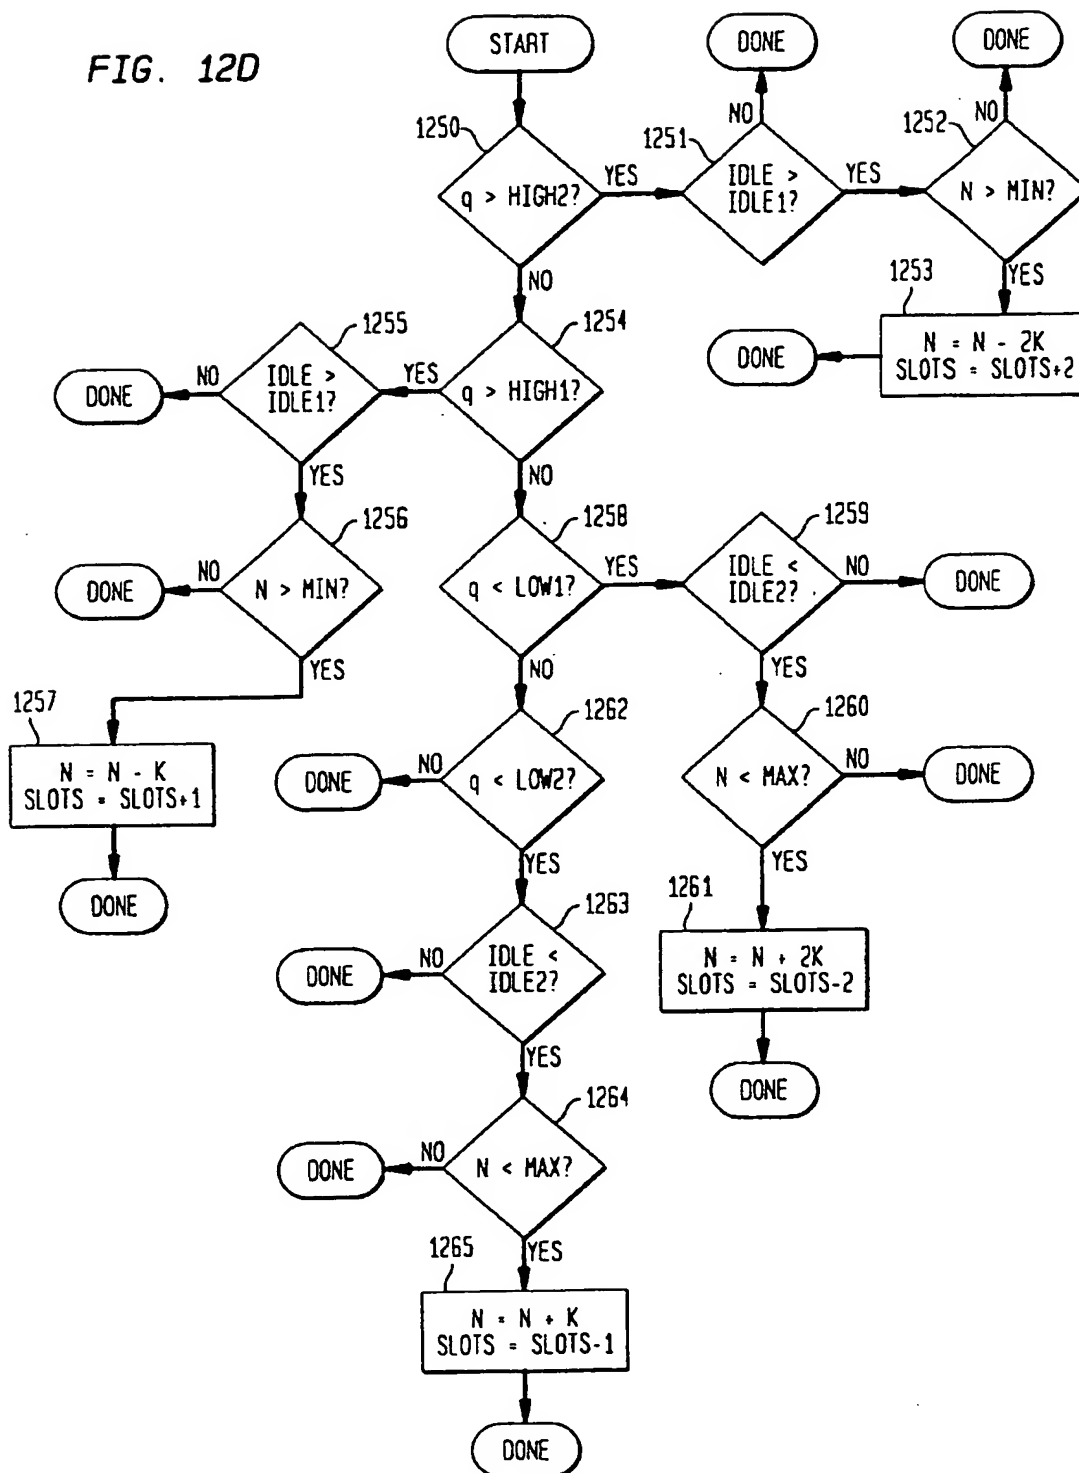 FIG. 12D
START
DONE
DONE
1250
q > HIGH2?
YES
NO
1251
IDLE >
IDLE1?
NO
YES
1252
N > MIN?
NO
YES
1253
N = N - 2K
SLOTS = SLOTS+2
DONE
1254
q > HIGH1?
YES
NO
1255
IDLE >
IDLE1?
NO
DONE
YES
1256
N > MIN?
NO
DONE
YES
1257
N = N - K
SLOTS = SLOTS+1
DONE
1258
q < LOW1?
YES
NO
1259
IDLE <
IDLE2?
NO
DONE
YES
1260
N < MAX?
NO
DONE
YES
1261
N = N + 2K
SLOTS = SLOTS-2
DONE
1262
q < LOW2?
NO
DONE
YES
1263
IDLE <
IDLE2?
NO
DONE
YES
1264
N < MAX?
NO
DONE
YES
1265
N = N + K
SLOTS = SLOTS-1
DONE